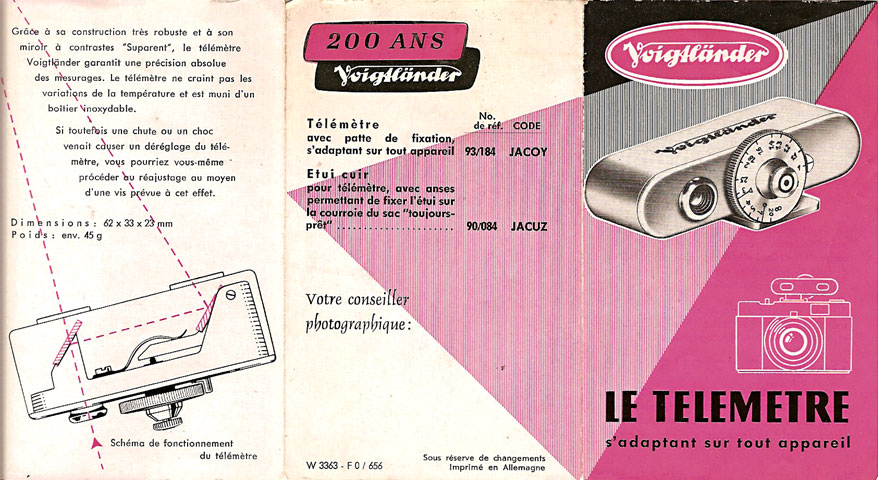 Grâce à sa construction très robuste et à son
miroir à contrastes "Suparent", le télémètre
Voigtländer garantit une précision absolue
des mesurages. Le télémètre ne craint pas les
variations de la température et est muni d'un
boîtier inoxydable.
Si toutefois une chute ou un choc
venait causer un déréglage du télé-
mètre, vous pourriez vous-même
procéder au réajustage au moyen
d'une vis prévue à cet effet.
Dimensions : 62 x 33 x 23 mm
Poids : env. 45 g
Schéma de fonctionnement
du télémètre
200 ANS
Voigtländer
No.
de réf. CODE
Télémètre
avec patte de fixation,
s'adaptant sur tout appareil 93/184 JACOY
Etui cuir
pour télémètre, avec anses
permettant de fixer l'étui sur
la courroie du sac "toujours-
prêt" ..................... 90/084 JACUZ
Votre conseiller
photographique :
W 3363 - F 0 / 656
Sous réserve de changements
Imprimé en Allemagne
Voigtländer
Voigtländer
LE TELEMETRE
s'adaptant sur tout appareil